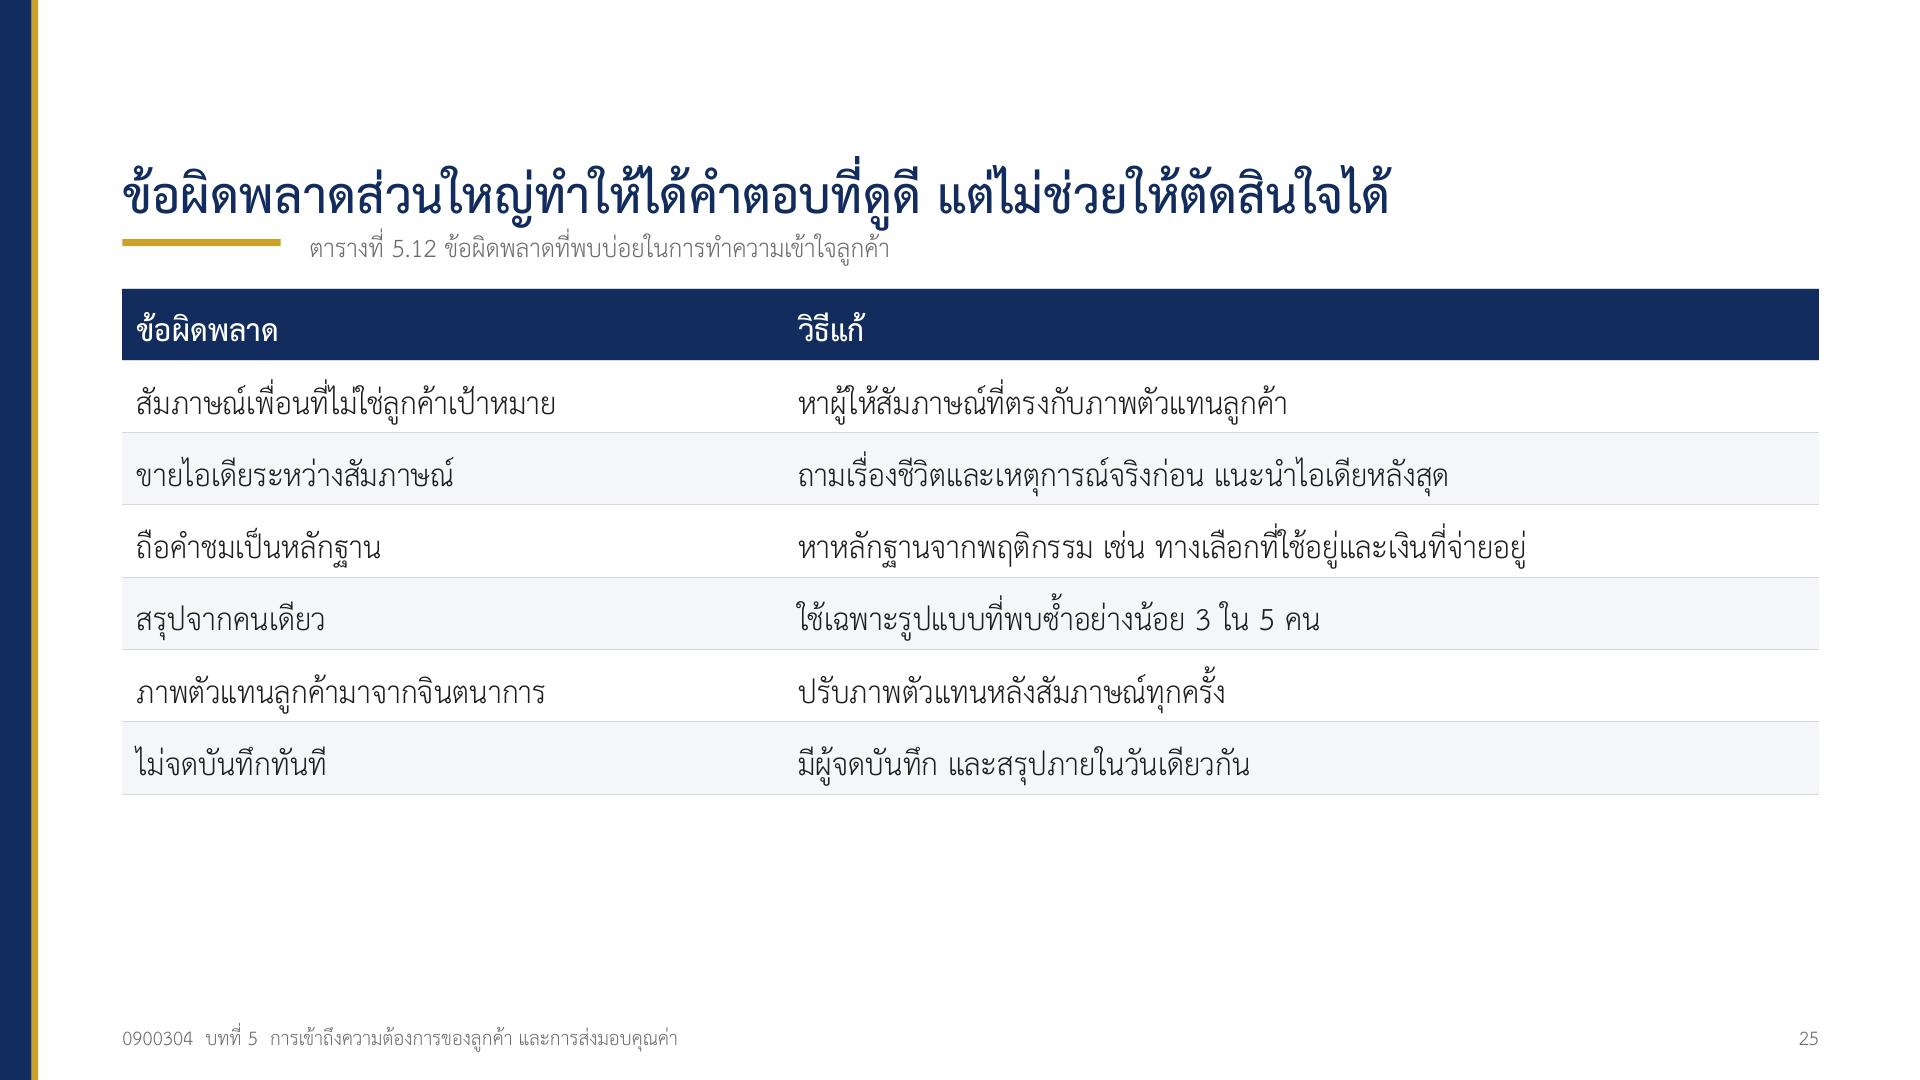 ข้อผิดพลาดส่วนใหญ่ทำให้ได้คำตอบที่ดูดี แต่ไม่ช่วยให้ตัดสินใจได้
ตารางที่ 5.12 ข้อผิดพลาดที่พบบ่อยในการทำความเข้าใจลูกค้า
ข้อผิดพลาด วิธีแก้
สัมภาษณ์เพื่อนที่ไม่ใช่ลูกค้าเป้าหมาย หาผู้ให้สัมภาษณ์ที่ตรงกับภาพตัวแทนลูกค้า
ขายไอเดียระหว่างสัมภาษณ์ ถามเรื่องชีวิตและเหตุการณ์จริงก่อน แนะนำไอเดียหลังสุด
ถือคำชมเป็นหลักฐาน หาหลักฐานจากพฤติกรรม เช่น ทางเลือกที่ใช้อยู่และเงินที่จ่ายอยู่
สรุปจากคนเดียว ใช้เฉพาะรูปแบบที่พบซ้ำอย่างน้อย 3 ใน 5 คน
ภาพตัวแทนลูกค้ามาจากจินตนาการ ปรับภาพตัวแทนหลังสัมภาษณ์ทุกครั้ง
ไม่จดบันทึกทันที มีผู้จดบันทึก และสรุปภายในวันเดียวกัน
0900304 บทที่ 5 การเข้าถึงความต้องการของลูกค้า และการส่งมอบคุณค่า 25